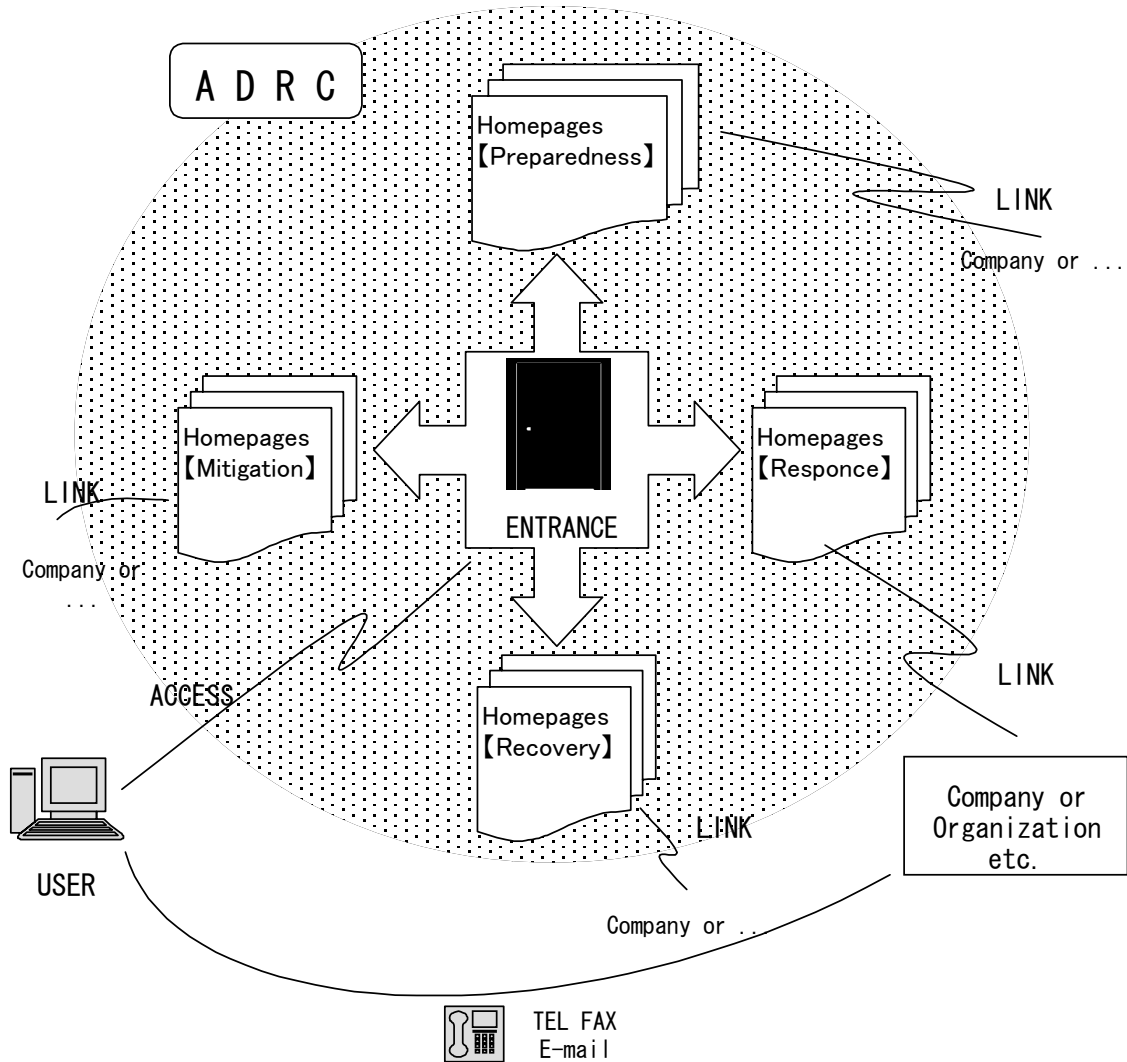 A D R C
Homepages
【Preparedness】
LINK
Company or ...
Homepages
【Mitigation】
Homepages
【Responce】
LINK
ENTRANCE
Company or
...
LINK
ACCESS
Homepages
【Recovery】
Company or
Organization
etc.
LINK
USER
Company or ...
TEL FAX
E-mail